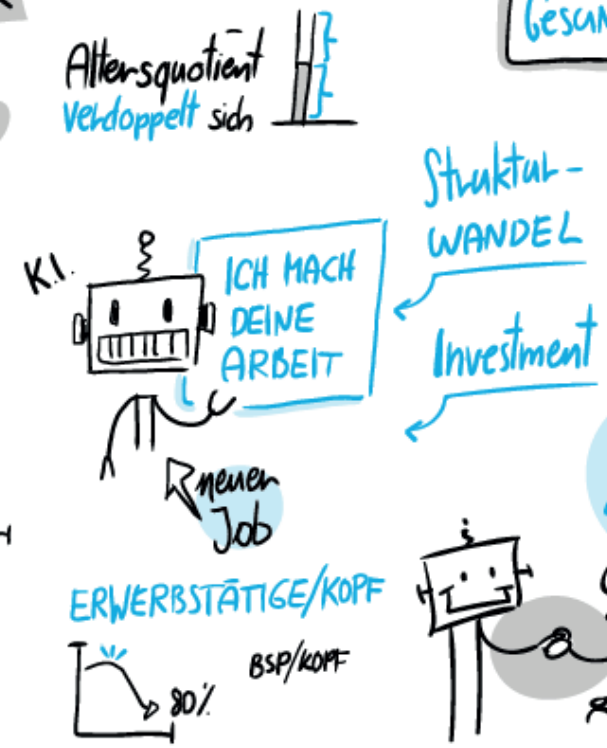 Altersquotient
verdoppelt sich
Struktur-
WANDEL
K.I.
ICH MACH
DEINE
ARBEIT
Investment
neuer
Job
ERWERBSTÄTIGE/KOPF
BSP/KOPF
80%